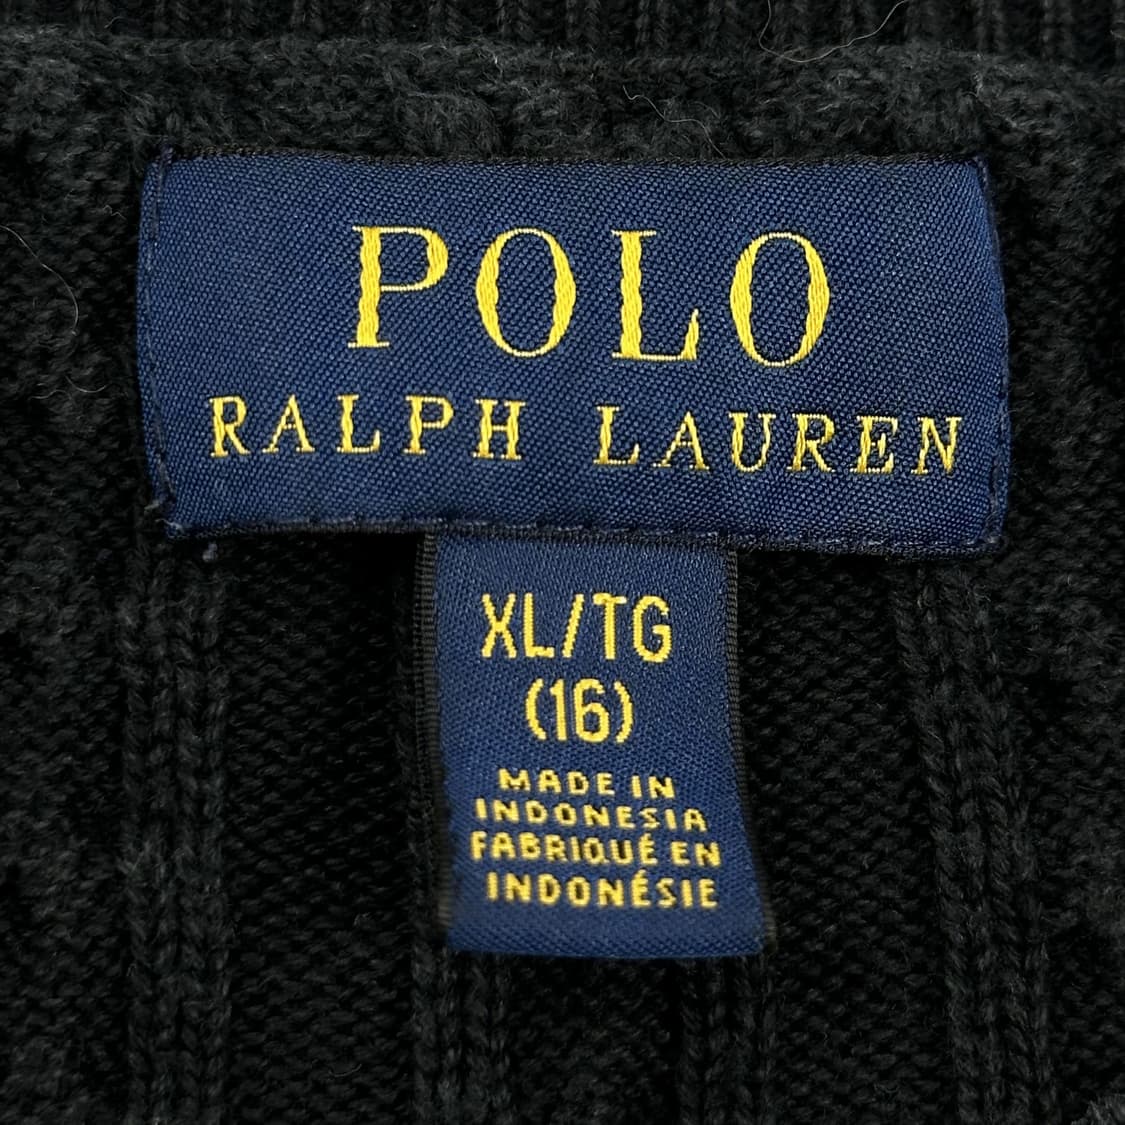 POLO
RALPH LAUREN
XL/TG
(16)
MADE IN
INDONESIA
FABRIQUÉ EN
INDONÉSIE